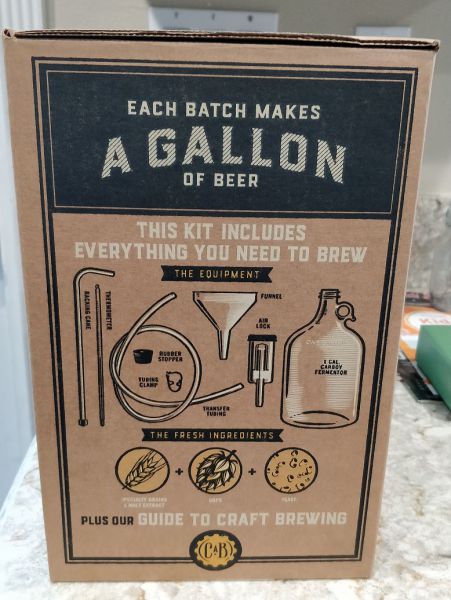 EACH BATCH MAKES
A GALLON
OF BEER
THIS KIT INCLUDES
EVERYTHING YOU NEED TO BREW
THE EQUIPMENT
RACKING CANE
THERMOMETER
FUNNEL
AIR
LOCK
RUBBER
STOPPER
TUBING
CLAMP
TRANSFER
TUBING
1 GAL.
CARBOY
FERMENTOR
THE FRESH INGREDIENTS
SPECIALTY GRAINS
& MALT EXTRACT
+
HOPS
+
YEAST
PLUS OUR GUIDE TO CRAFT BREWING
C&B